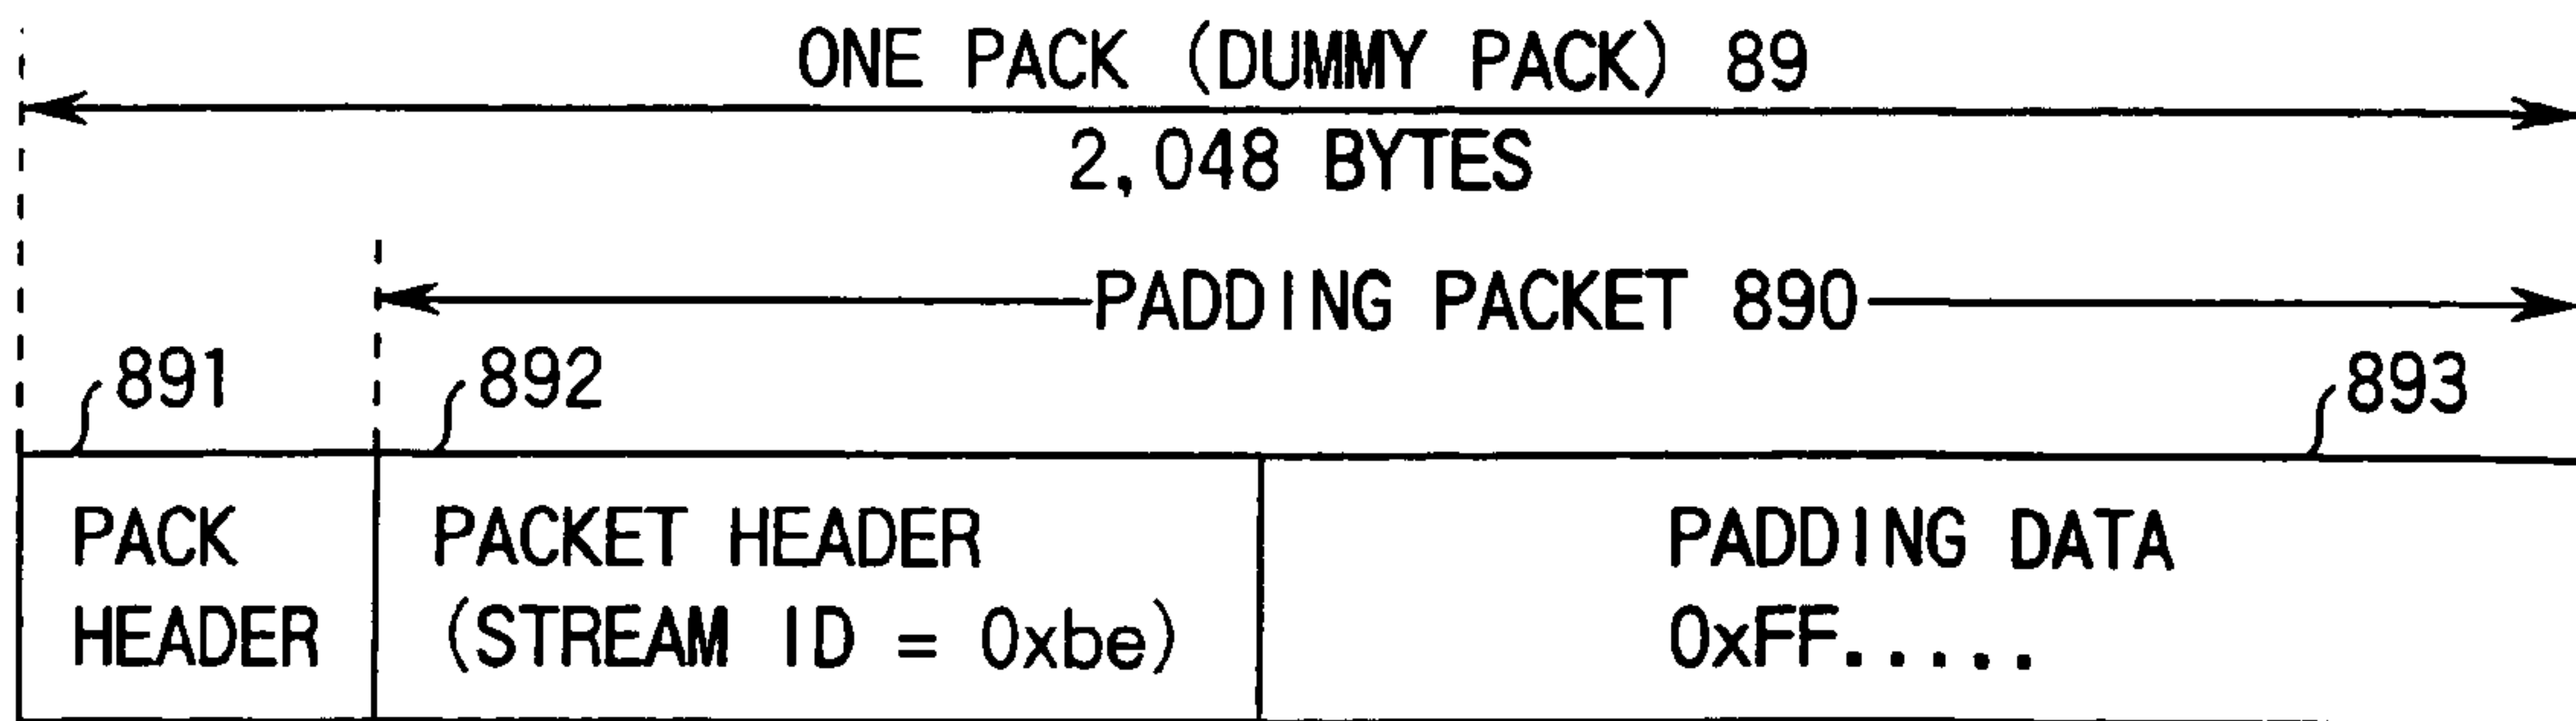 ONE PACK (DUMMY PACK) 89
2,048 BYTES
PADDING PACKET 890
891
892
893
PACK
HEADER
PACKET HEADER
(STREAM ID = 0xbe)
PADDING DATA
0xFF.....